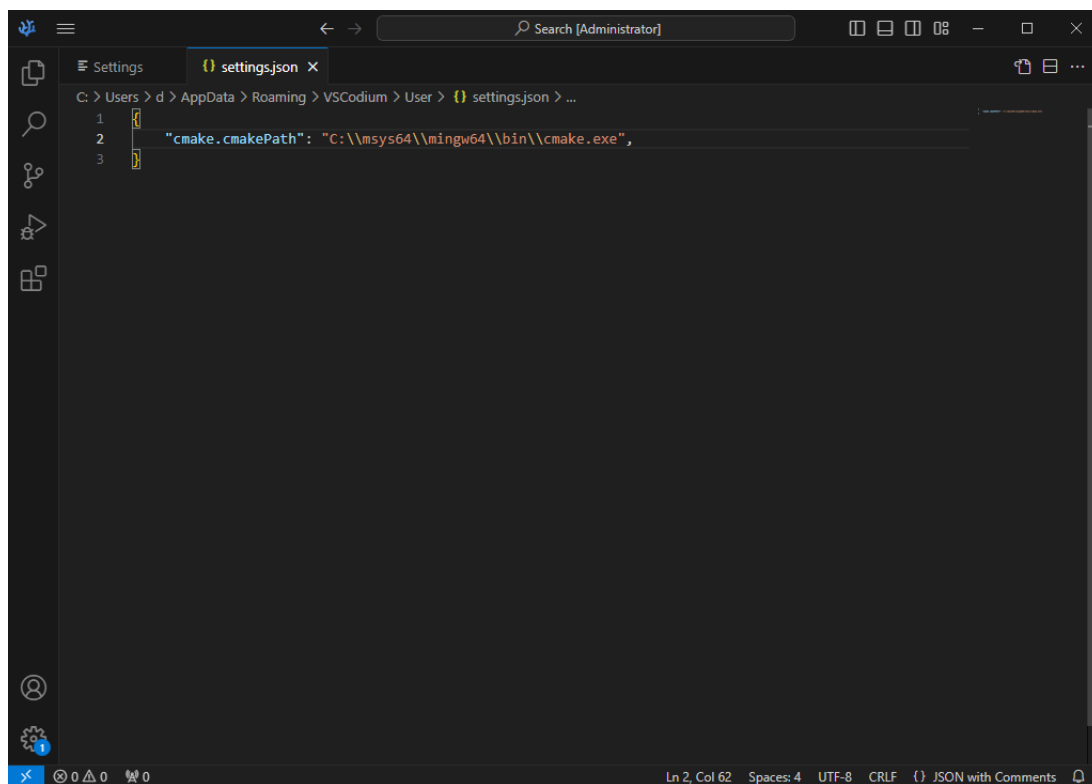 Search [Administrator]
Settings
{} settings.json
C: > Users > d > AppData > Roaming > VSCodium > User > {} settings.json > ...
1 {
2 "cmake.cmakePath": "C:\\msys64\\mingw64\\bin\\cmake.exe",
3 }
1
0 0 0
Ln 2, Col 62 Spaces: 4 UTF-8 CRLF {} JSON with Comments